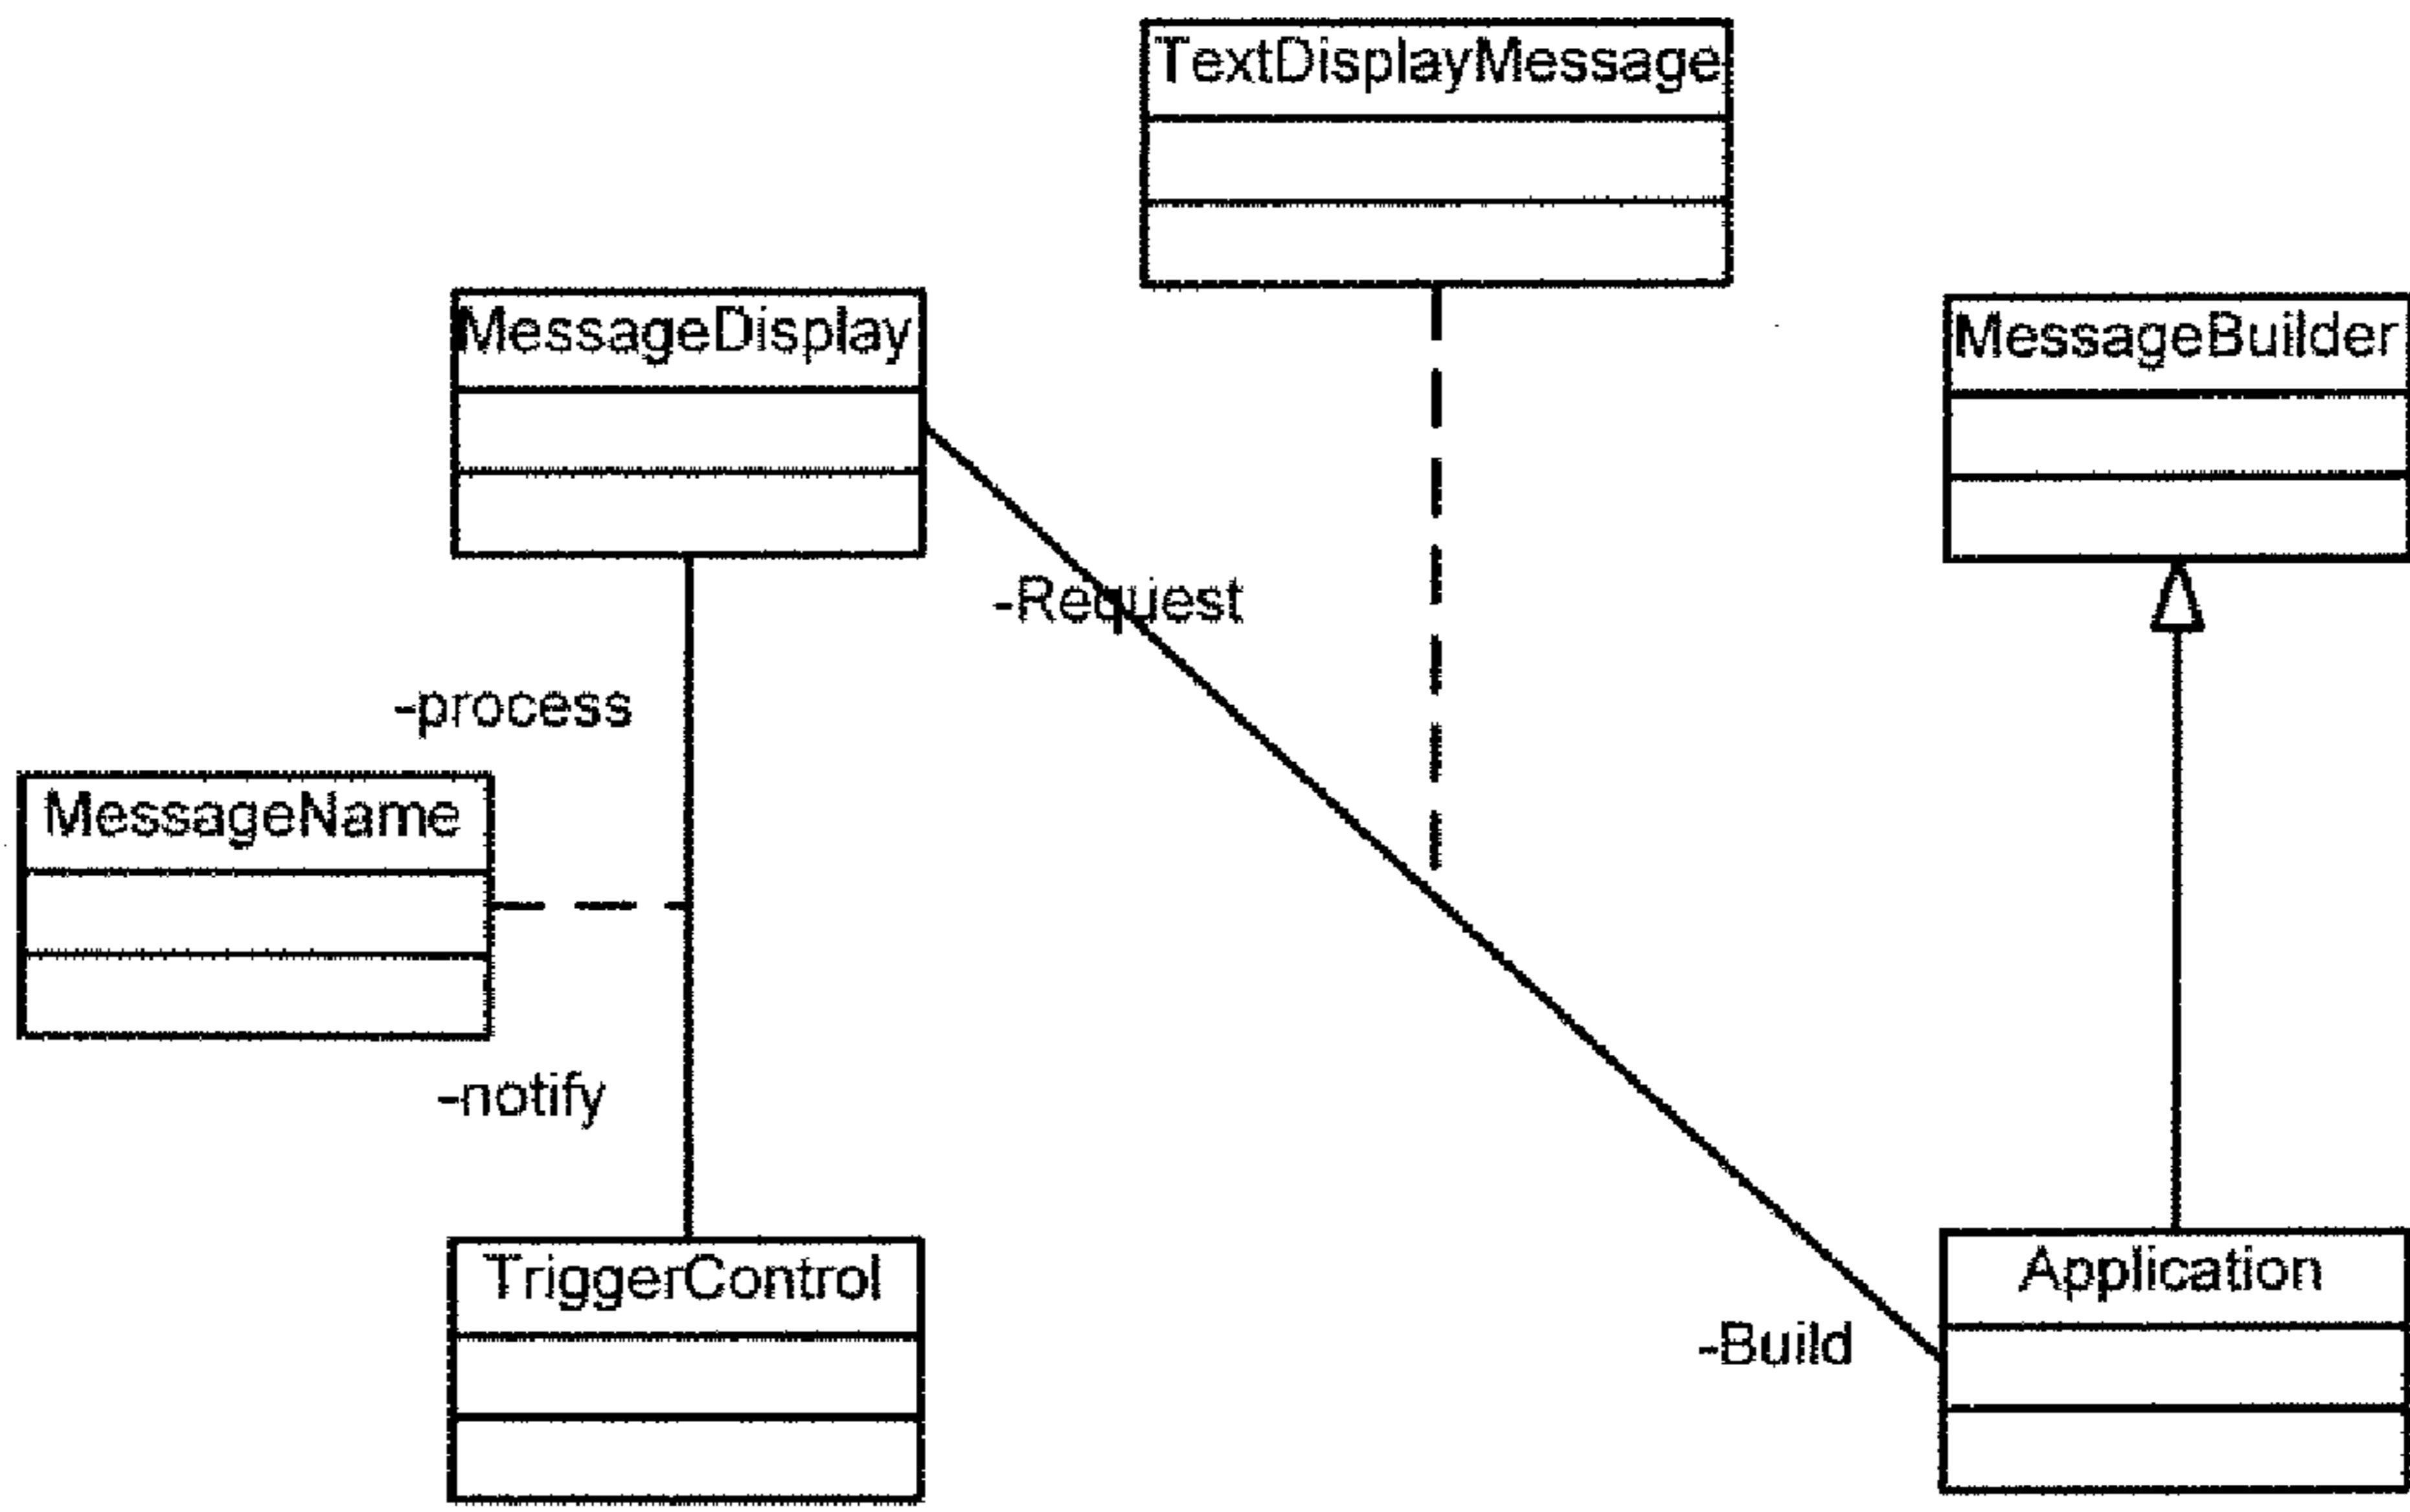 TextDisplayMessage
MessageDisplay
MessageBuilder
-Request
-process
MessageName
-notify
TriggerControl
Application
-Build